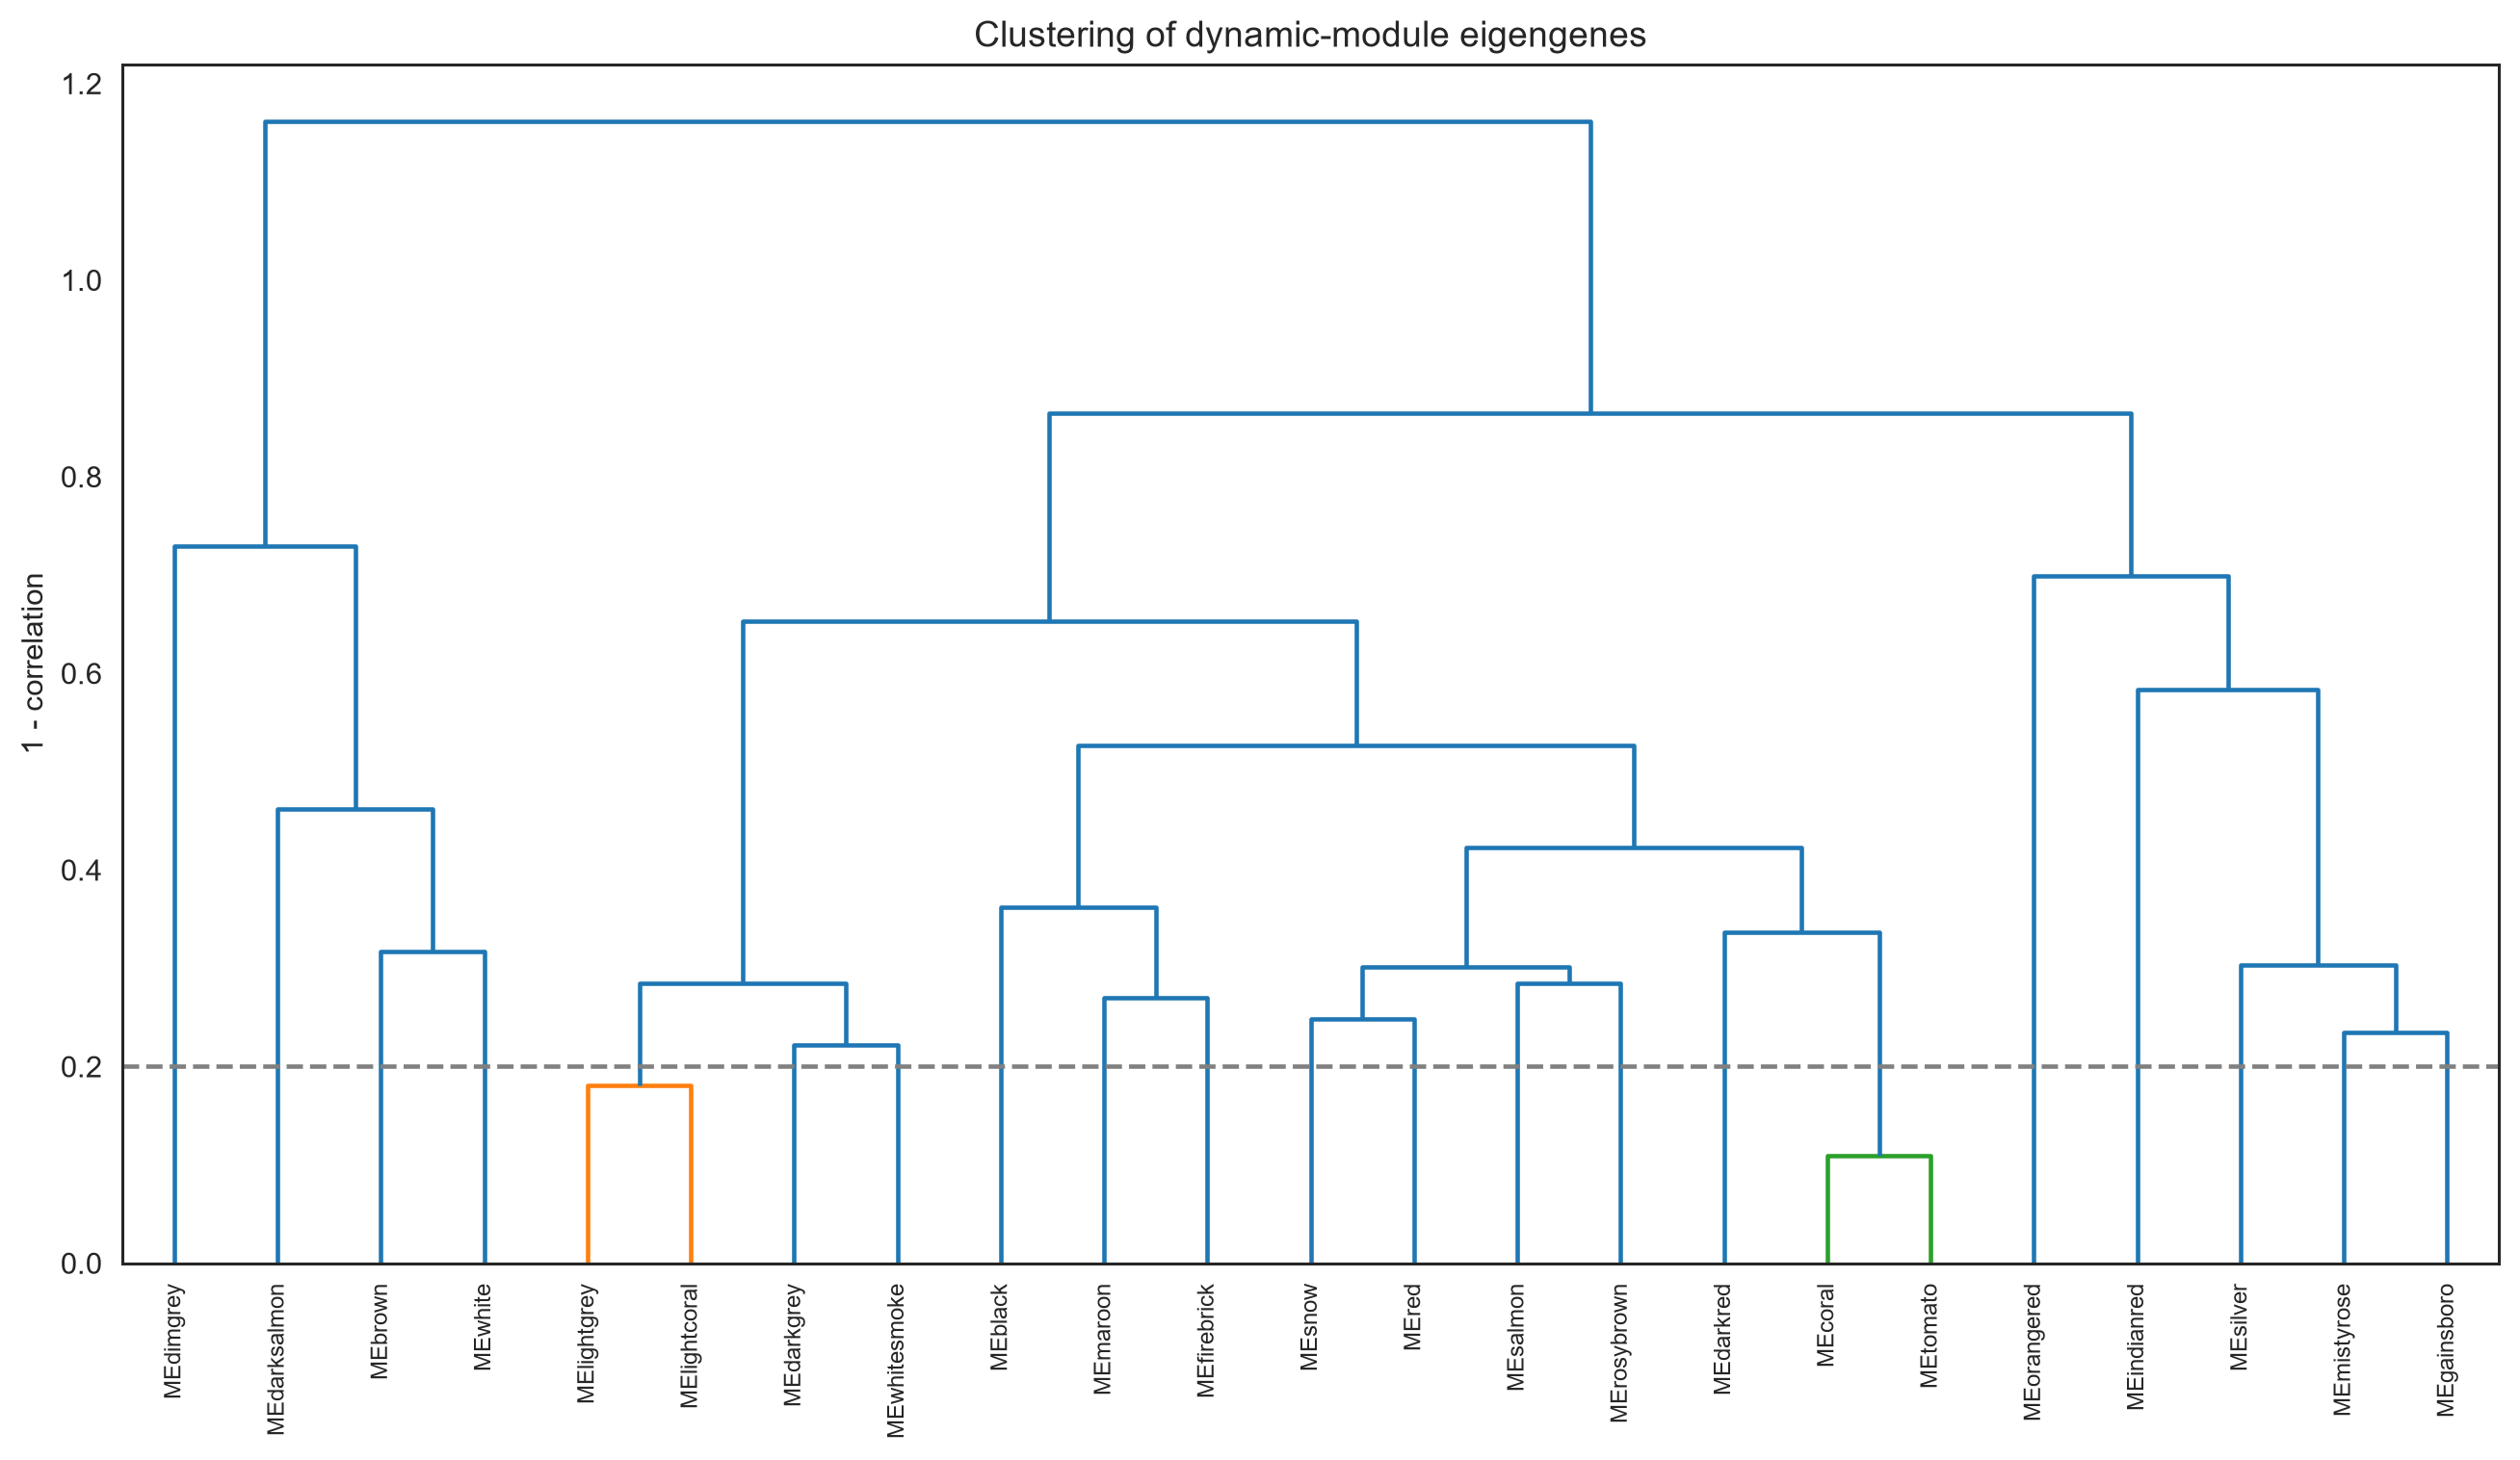 Clustering of dynamic-module eigengenes
1.2
1.0
0.8
0.6
0.4
0.2
0.0
1 - correlation
MEdimgrey
MEdarksalmon
MEbrown
MEwhite
MElightgrey
MElightcoral
MEdarkgrey
MEwhitesmoke
MEblack
MEmaroon
MEfirebrick
MEsnow
MEred
MEsalmon
MErosybrown
MEdarkred
MEcoral
MEtomato
MEorangered
MEindianred
MEsilver
MEmistyrose
MEgainsboro